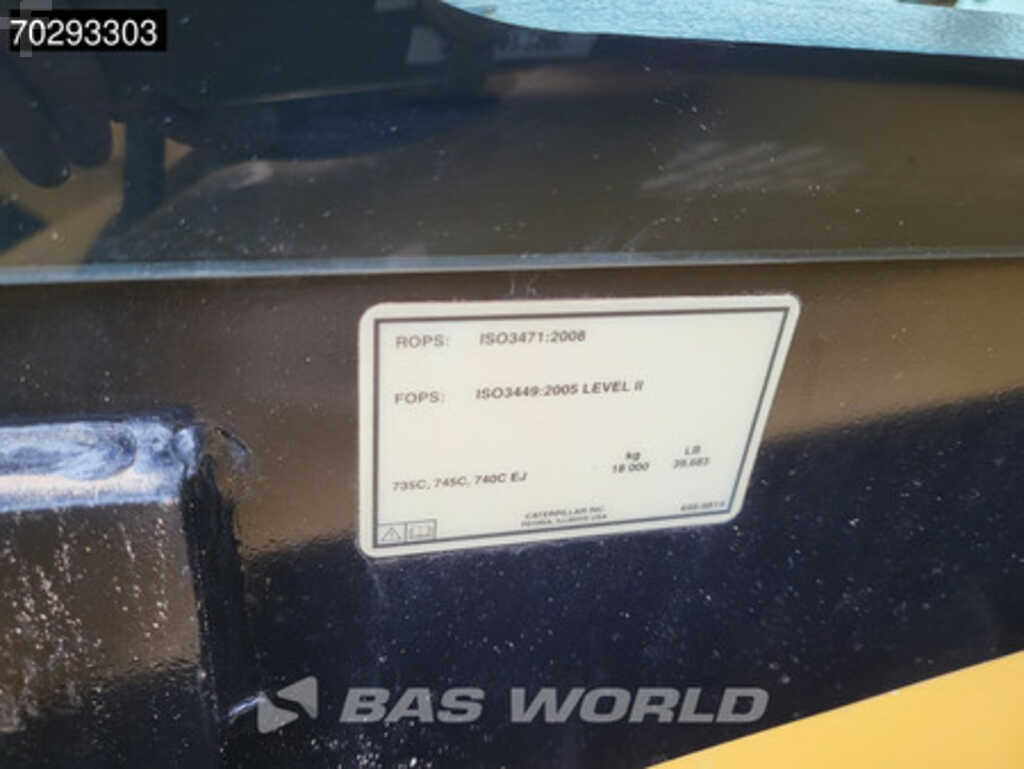 70293303
ROPS: ISO3471:2008
FOPS: ISO3449:2005 LEVEL II
kg LB
735C, 745C, 740C EJ 18 000 39,683
CATERPILLAR INC.
PEORIA, ILLINOIS USA
BAS WORLD